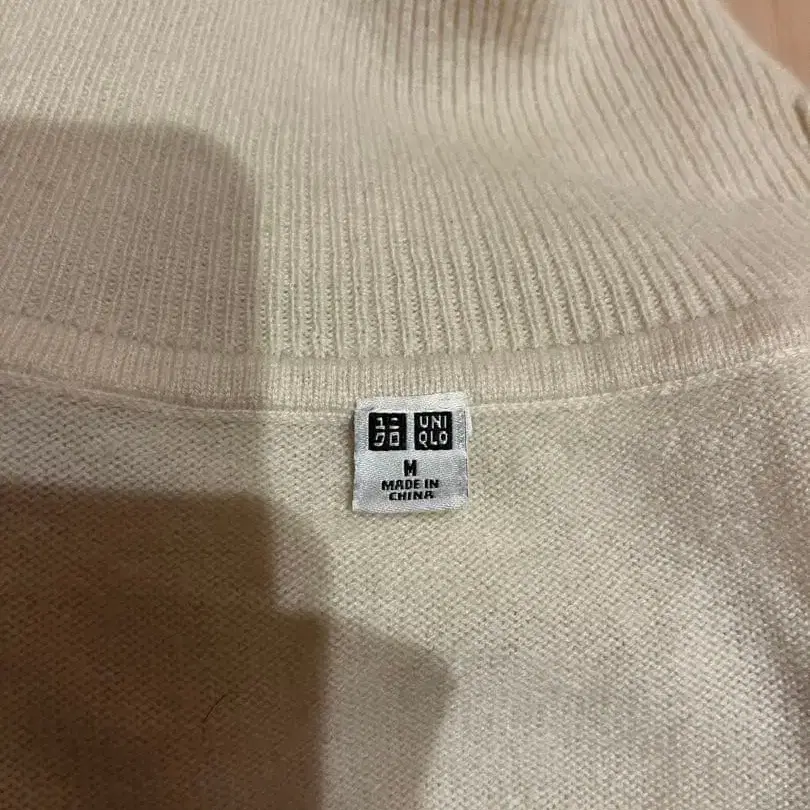 ユニ UNI
クロ QLO
M
MADE IN
CHINA